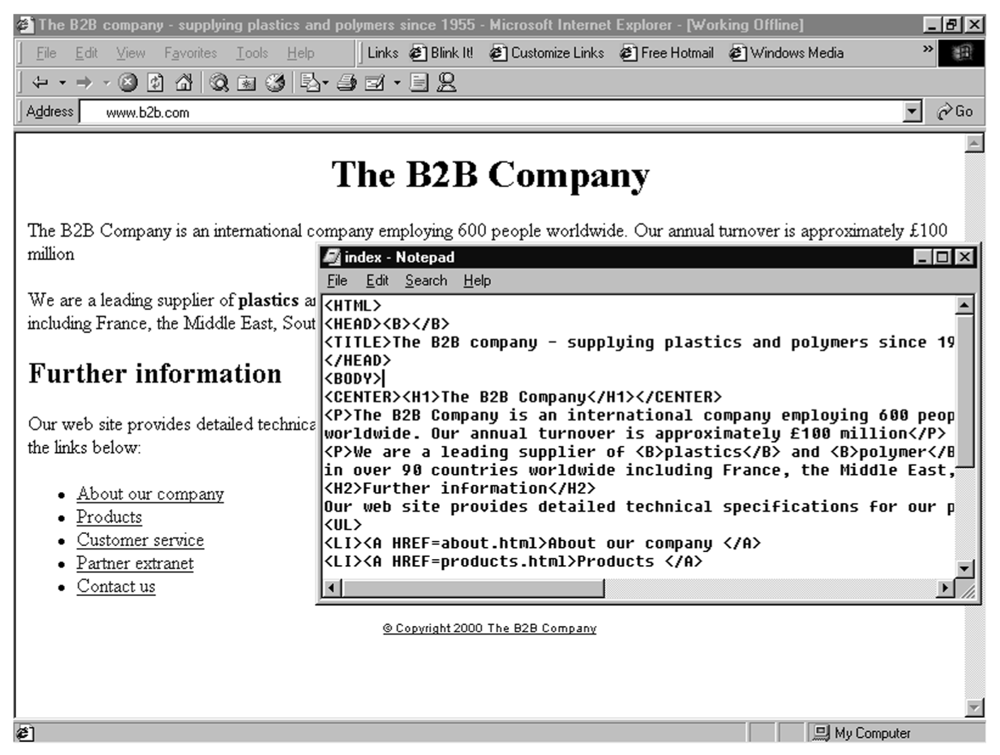 The B2B company - supplying plastics and polymers since 1955 - Microsoft Internet Explorer - [Working Offline]
File Edit View Favorites Tools Help Links Blink It! Customize Links Free Hotmail Windows Media »
Address www.b2b.com Go
The B2B Company
The B2B Company is an international company employing 600 people worldwide. Our annual turnover is approximately £100
million
We are a leading supplier of plastics
including France, the Middle East,
Further information
Our web site provides detailed
the links below:
• About our company
• Products
• Customer service
• Partner extranet
• Contact us
© Copyright 2000 The B2B Company
index - Notepad
File Edit Search Help
<HTML>
<HEAD><B></B>
<TITLE>The B2B company - supplying plastics and polymers since 19
</HEAD>
<BODY>
<CENTER><H1>The B2B Company</H1></CENTER>
<P>The B2B Company is an international company employing 600 peop
worldwide. Our annual turnover is approximately £100 million</P>
<P>We are a leading supplier of <B>plastics</B> and <B>polymer</B
in over 90 countries worldwide including France, the Middle East,
<H2>Further information</H2>
Our web site provides detailed technical specifications for our p
<UL>
<LI><A HREF=about.html>About our company </A>
<LI><A HREF=products.html>Products </A>
My Computer